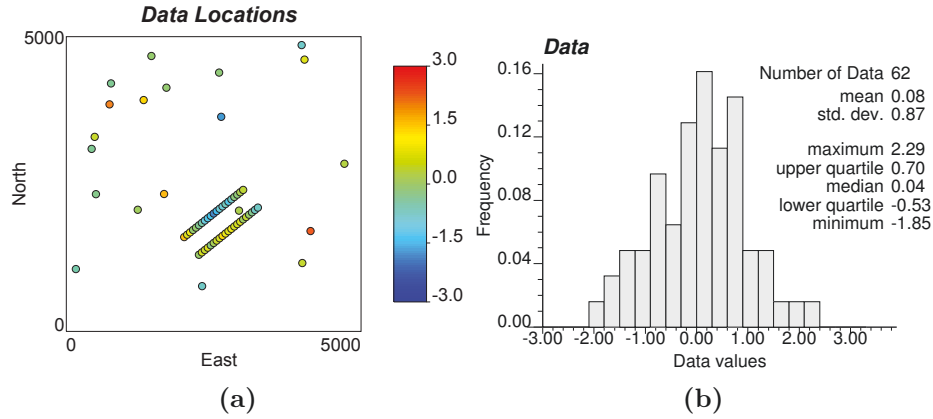 Data Locations
5000
North
0
0
5000
East
3.0
1.5
0.0
-1.5
-3.0
(a)
Data
Number of Data 62
mean 0.08
std. dev. 0.87
maximum 2.29
upper quartile 0.70
median 0.04
lower quartile -0.53
minimum -1.85
Frequency
0.16
0.12
0.08
0.04
0.00
-3.00 -2.00 -1.00 0.00 1.00 2.00 3.00
Data values
(b)